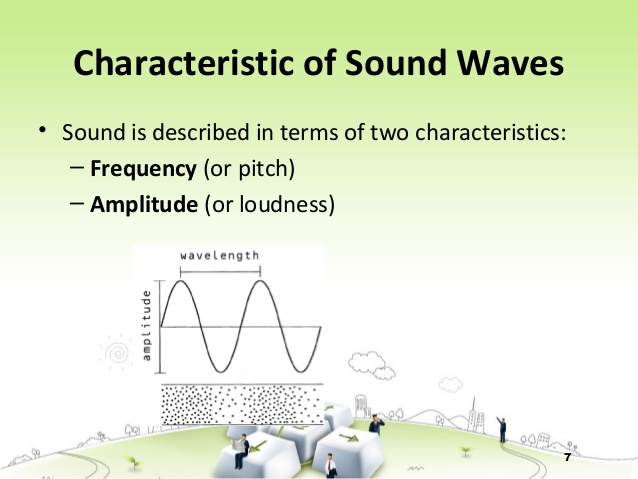 Characteristic of Sound Waves
• Sound is described in terms of two characteristics:
– Frequency (or pitch)
– Amplitude (or loudness)
wavelength
amplitude
7